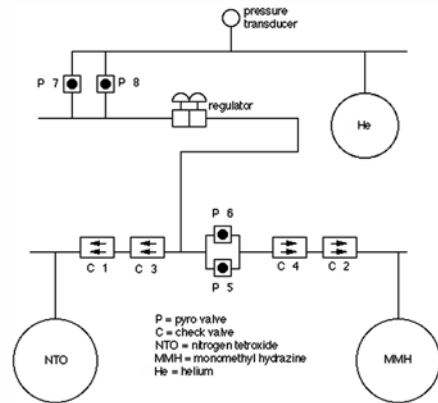 pressure
transducer
P 7
P 8
regulator
He
P 6
C 1
C 3
C 4
C 2
P 5
P = pyro valve
C = check valve
NTO = nitrogen tetroxide
MMH = monomethyl hydrazine
He = helium
NTO
MMH